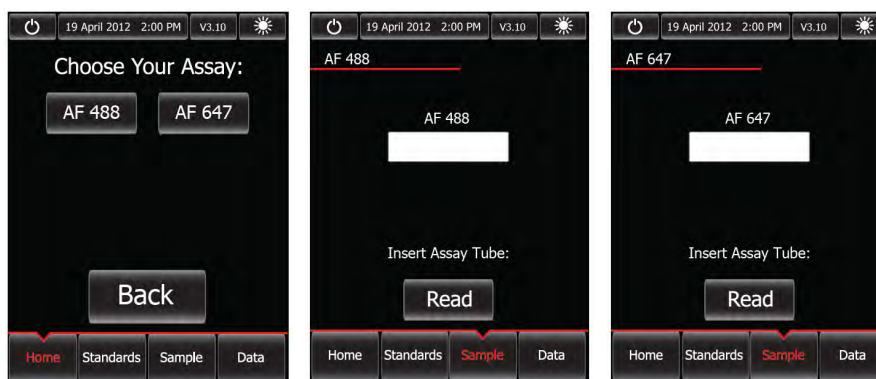 19 April 2012 2:00 PM V3.10
Choose Your Assay:
AF 488 AF 647
Back
Home Standards Sample Data
19 April 2012 2:00 PM V3.10
AF 488
AF 488
Insert Assay Tube:
Read
Home Standards Sample Data
19 April 2012 2:00 PM V3.10
AF 647
AF 647
Insert Assay Tube:
Read
Home Standards Sample Data